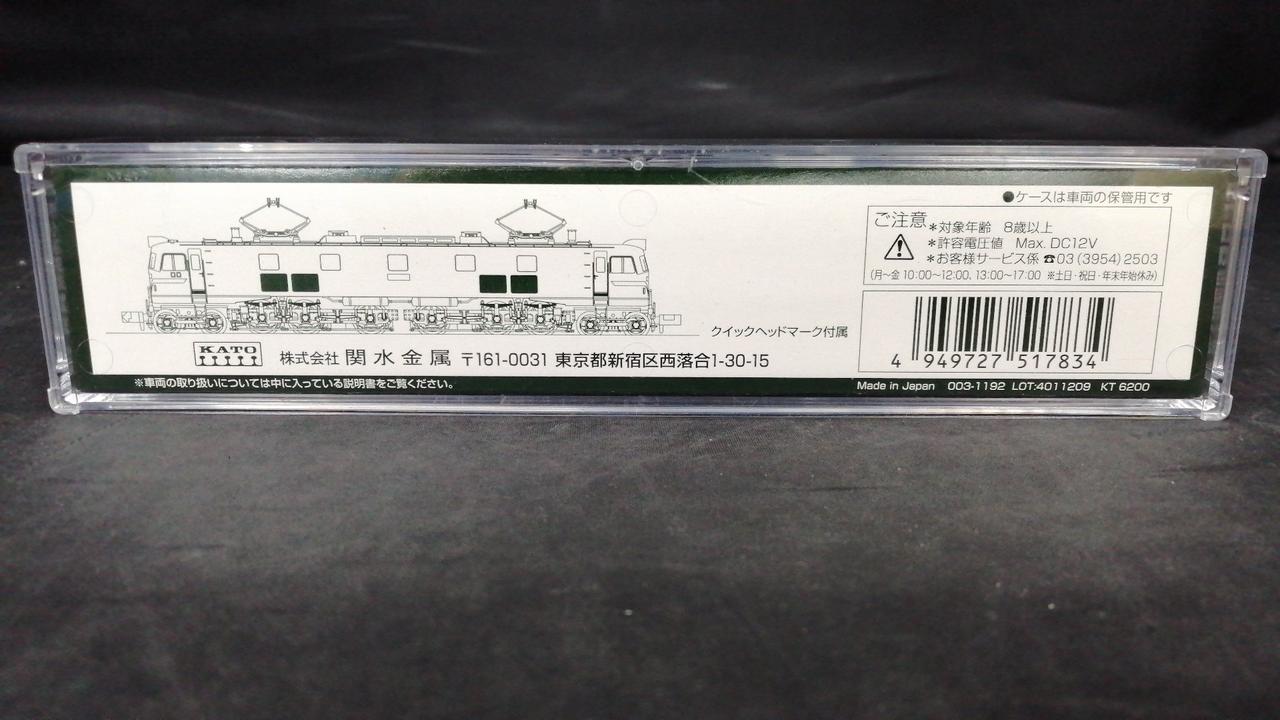 ●ケースは車両の保管用です
ご注意
*対象年齢 8歳以上
*許容電圧値 Max. DC12V
*お客様サービス係 ☎03(3954)2503
(月〜金 10:00〜12:00, 13:00〜17:00 ※土日・祝日・年末年始休み)
クイックヘッドマーク付属
KATO 株式会社 関水金属 〒161-0031 東京都新宿区西落合1-30-15
4 949727 517834
※車両の取り扱いについては中に入っている説明書をご覧ください。
Made in Japan 003-1192 LOT:4011209 KT 6200